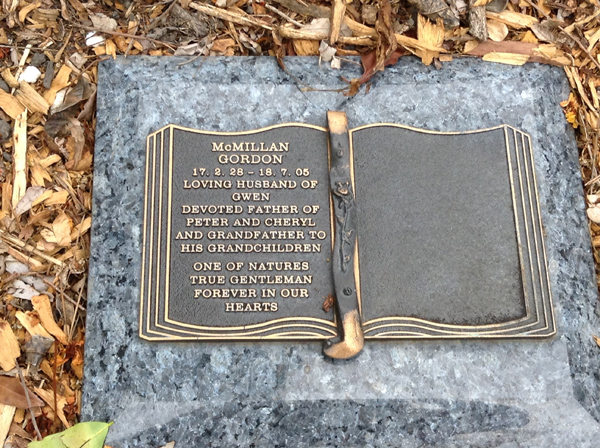 McMILLAN
GORDON
17. 2. 28 – 18. 7. 05
LOVING HUSBAND OF
GWEN
DEVOTED FATHER OF
PETER AND CHERYL
AND GRANDFATHER TO
HIS GRANDCHILDREN
ONE OF NATURES
TRUE GENTLEMAN
FOREVER IN OUR
HEARTS